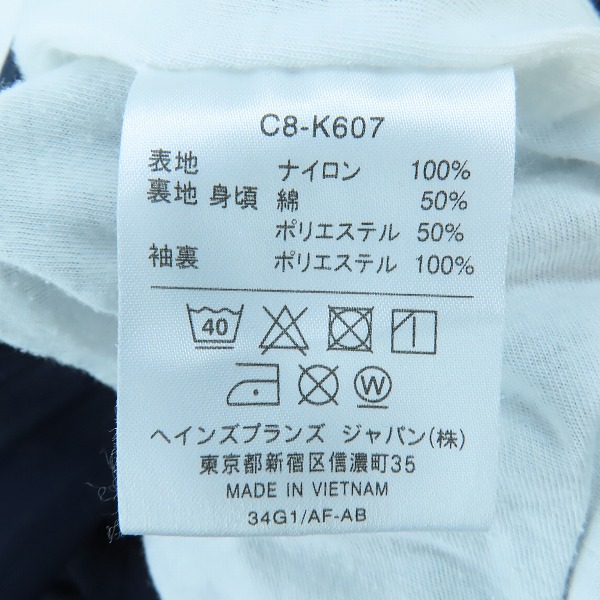 C8-K607
表地 ナイロン 100%
裏地 身頃 綿 50%
ポリエステル 50%
袖裏 ポリエステル 100%
40
W
ヘインズブランズ ジャパン(株)
東京都新宿区信濃町35
MADE IN VIETNAM
34G1/AF-AB